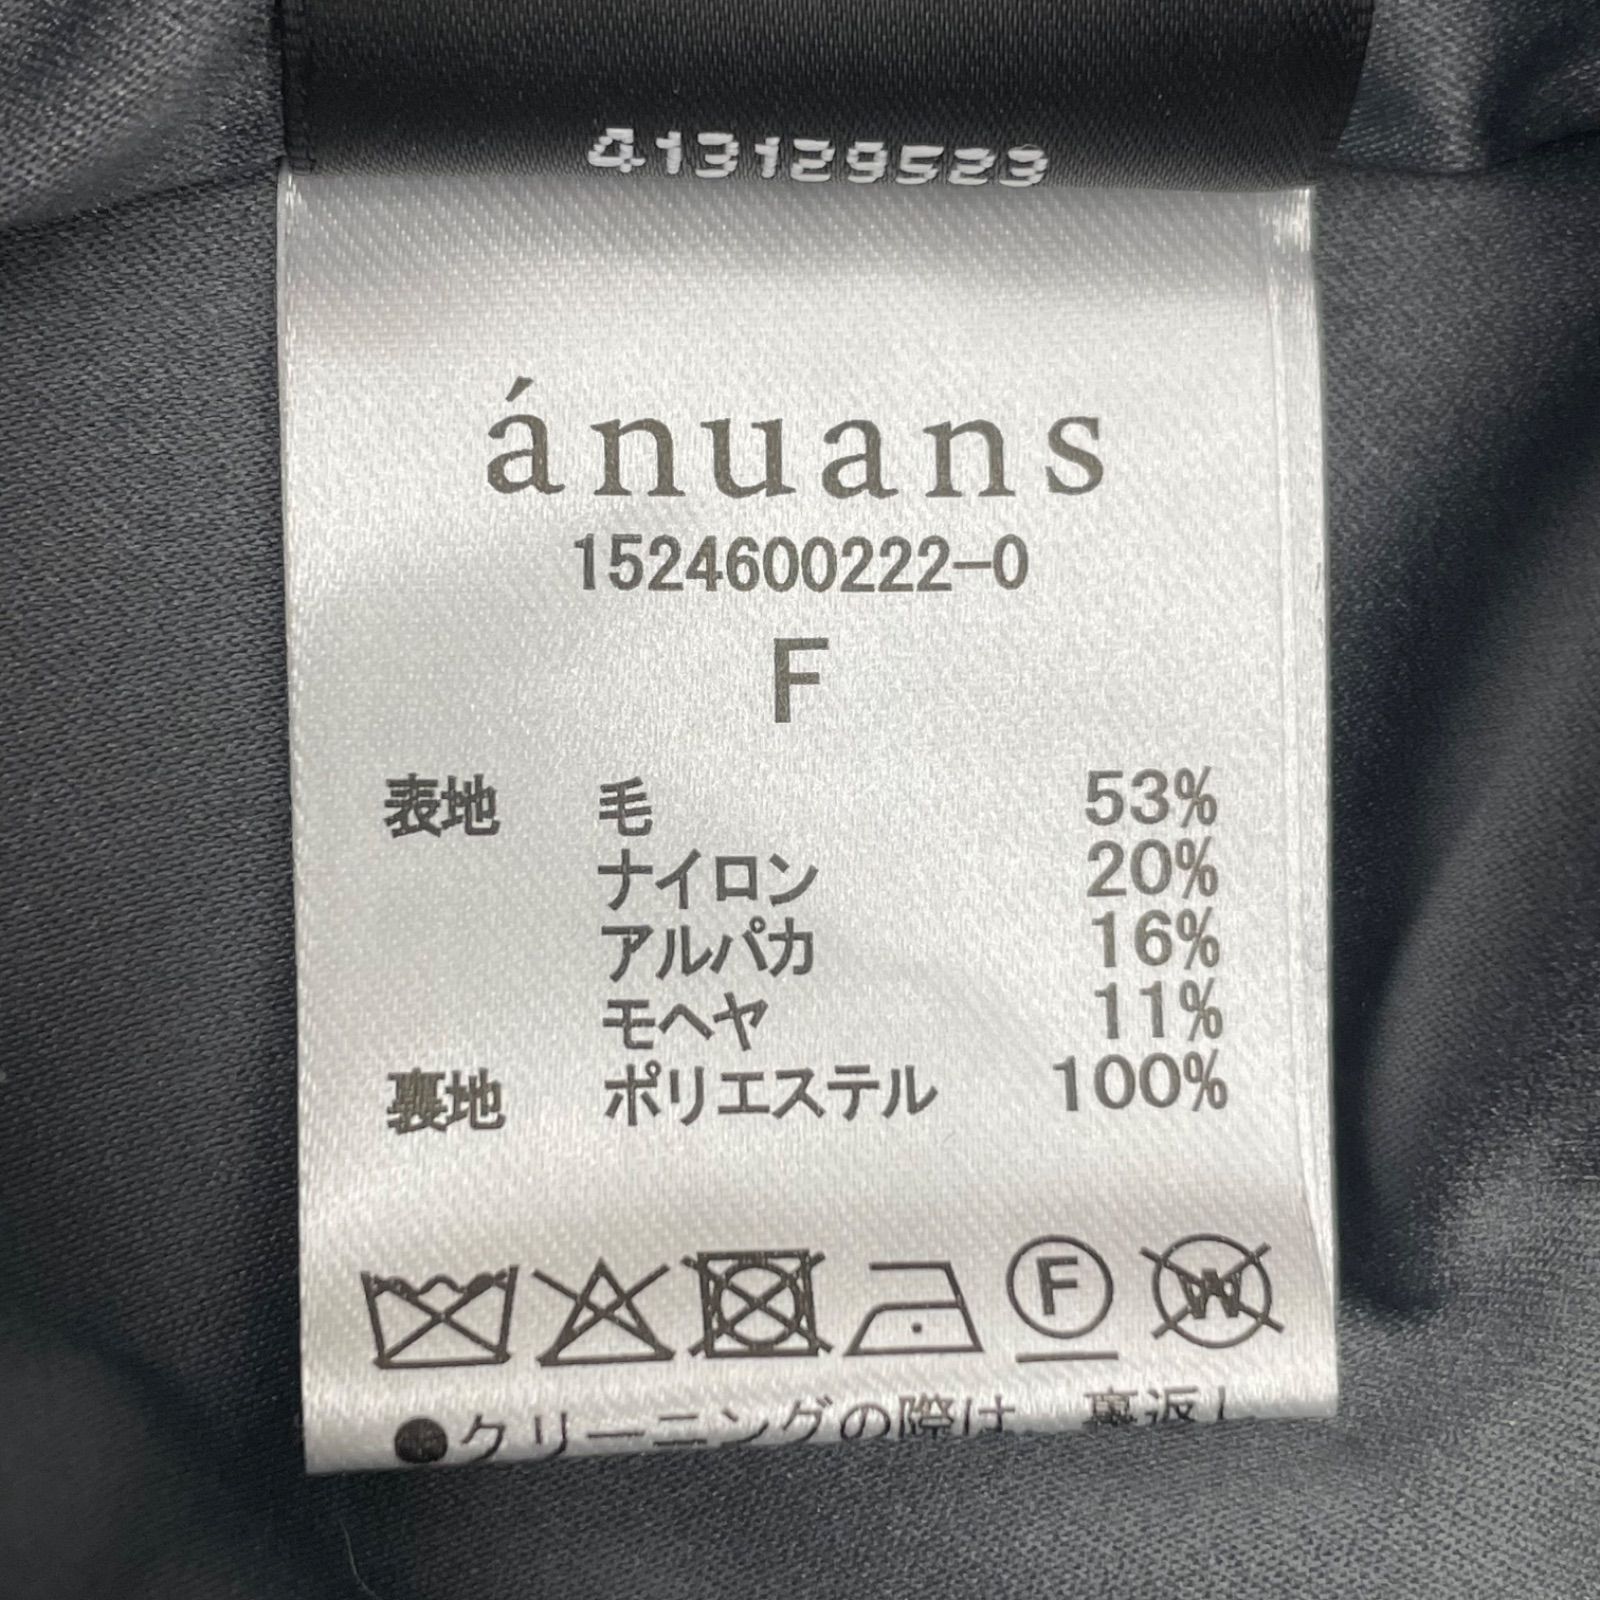 413129523
ánuans
1524600222-0
F
表地 毛 53%
ナイロン 20%
アルパカ 16%
モヘヤ 11%
裏地 ポリエステル 100%
F W
●クリーニングの際は、裏返し